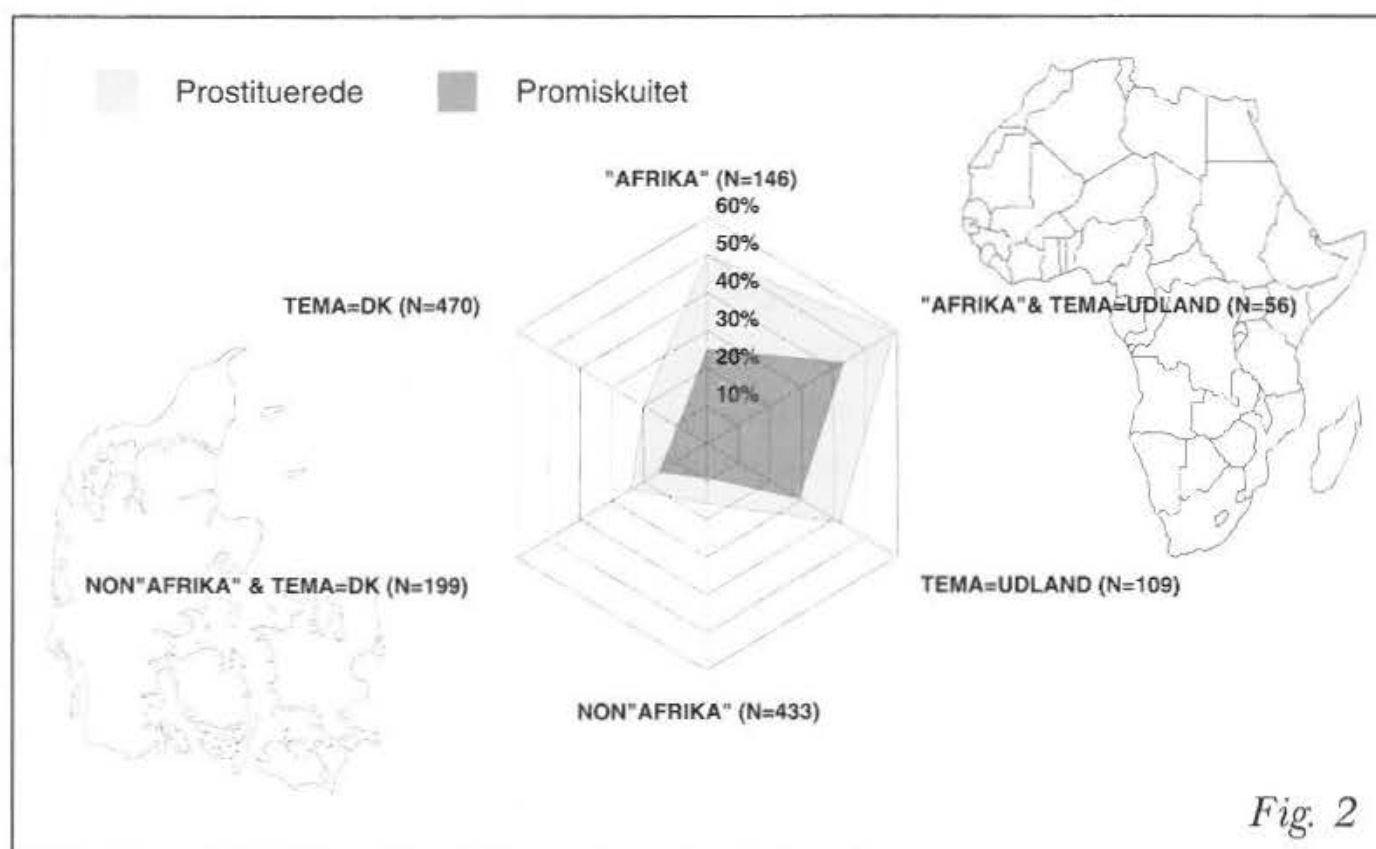 Prostituerede Promiskuitet
"AFRIKA" (N=146)
60%
50%
40%
30%
20%
10%
TEMA=DK (N=470)
"AFRIKA"& TEMA=UDLAND (N=56)
NON"AFRIKA" & TEMA=DK (N=199)
TEMA=UDLAND (N=109)
NON"AFRIKA" (N=433)
Fig. 2